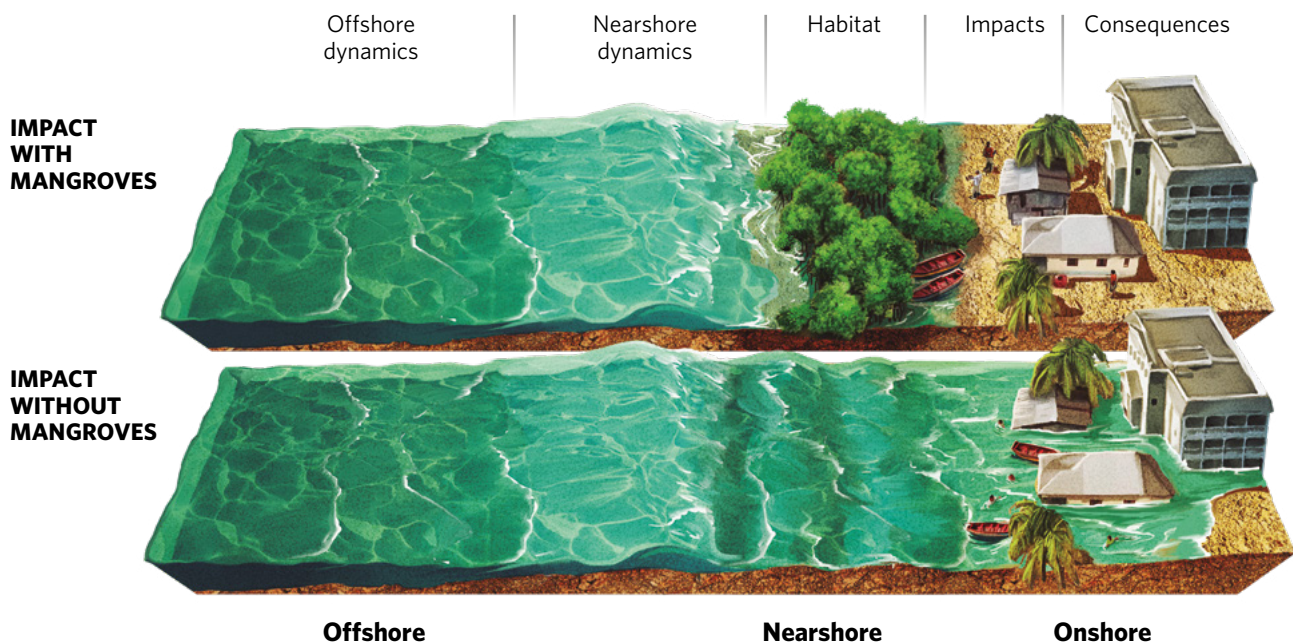 Offshore
dynamics
Nearshore
dynamics
Habitat
Impacts
Consequences
IMPACT
WITH
MANGROVES
IMPACT
WITHOUT
MANGROVES
Offshore
Nearshore
Onshore